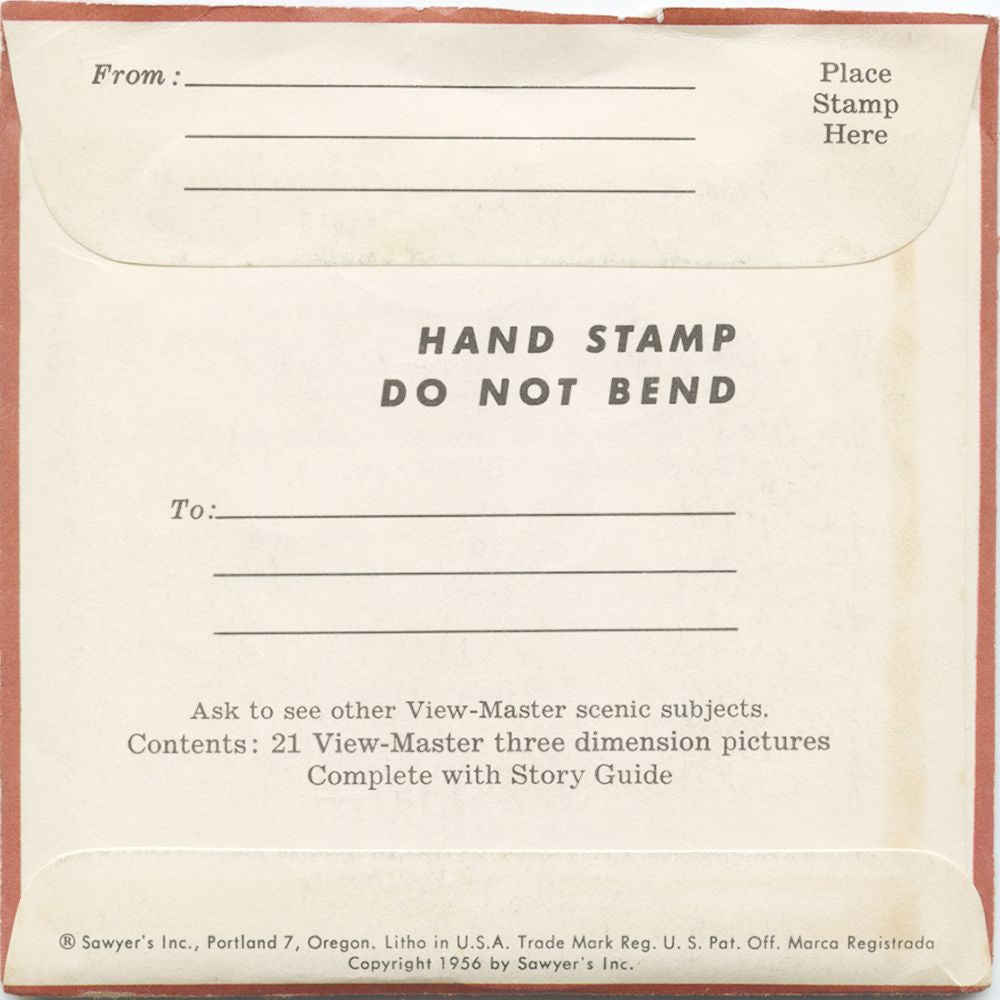 From:
Place
Stamp
Here
HAND STAMP
DO NOT BEND
To:
Ask to see other View-Master scenic subjects.
Contents: 21 View-Master three dimension pictures
Complete with Story Guide
® Sawyer's Inc., Portland 7, Oregon. Litho in U.S.A. Trade Mark Reg. U. S. Pat. Off. Marca Registrada
Copyright 1956 by Sawyer's Inc.